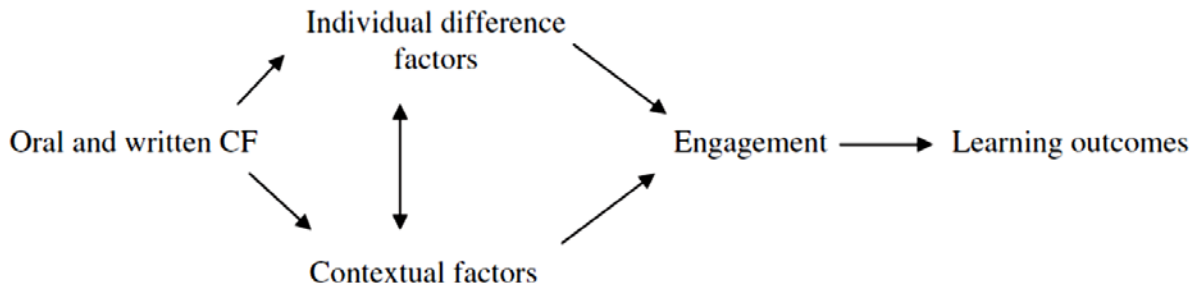 Individual difference
factors
Oral and written CF
Engagement
Learning outcomes
Contextual factors